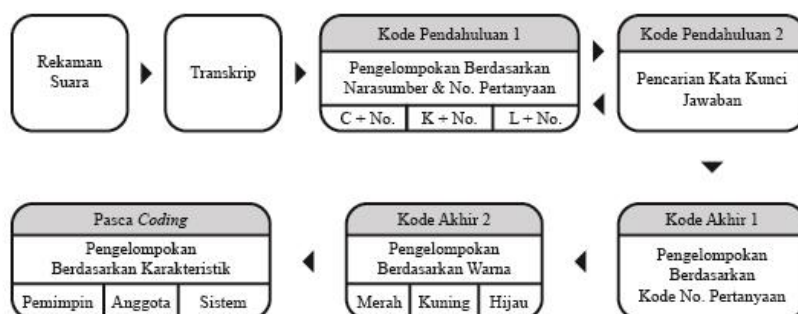 Rekaman
Suara
Transkrip
Kode Pendahuluan 1
Pengelompokan Berdasarkan
Narasumber & No. Pertanyaan
C + No.
K + No.
L + No.
Kode Pendahuluan 2
Pencarian Kata Kunci
Jawaban
Kode Akhir 1
Pengelompokan
Berdasarkan
Kode No. Pertanyaan
Kode Akhir 2
Pengelompokan
Berdasarkan Warna
Merah
Kuning
Hijau
Pasca Coding
Pengelompokan
Berdasarkan Karakteristik
Pemimpin
Anggota
Sistem